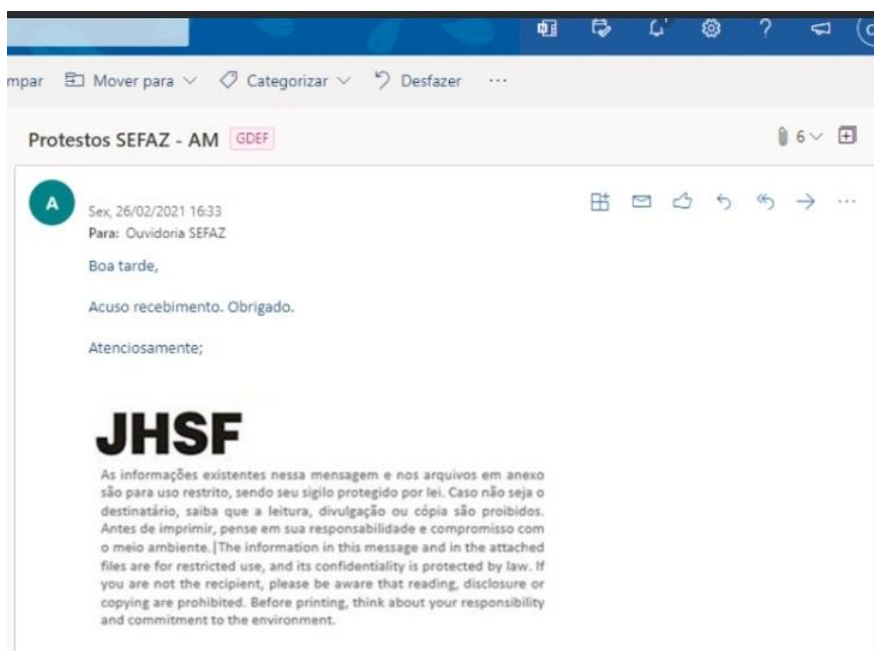 mpar Mover para Categorizar Desfazer ...
Protestos SEFAZ - AM GDEF 6
A
Sex, 26/02/2021 16:33
Para: Ouvidoria SEFAZ
Boa tarde,
Acuso recebimento. Obrigado.
Atenciosamente;
JHSF
As informações existentes nessa mensagem e nos arquivos em anexo
são para uso restrito, sendo seu sigilo protegido por lei. Caso não seja o
destinatário, saiba que a leitura, divulgação ou cópia são proibidos.
Antes de imprimir, pense em sua responsabilidade e compromisso com
o meio ambiente.|The information in this message and in the attached
files are for restricted use, and its confidentiality is protected by law. If
you are not the recipient, please be aware that reading, disclosure or
copying are prohibited. Before printing, think about your responsibility
and commitment to the environment.